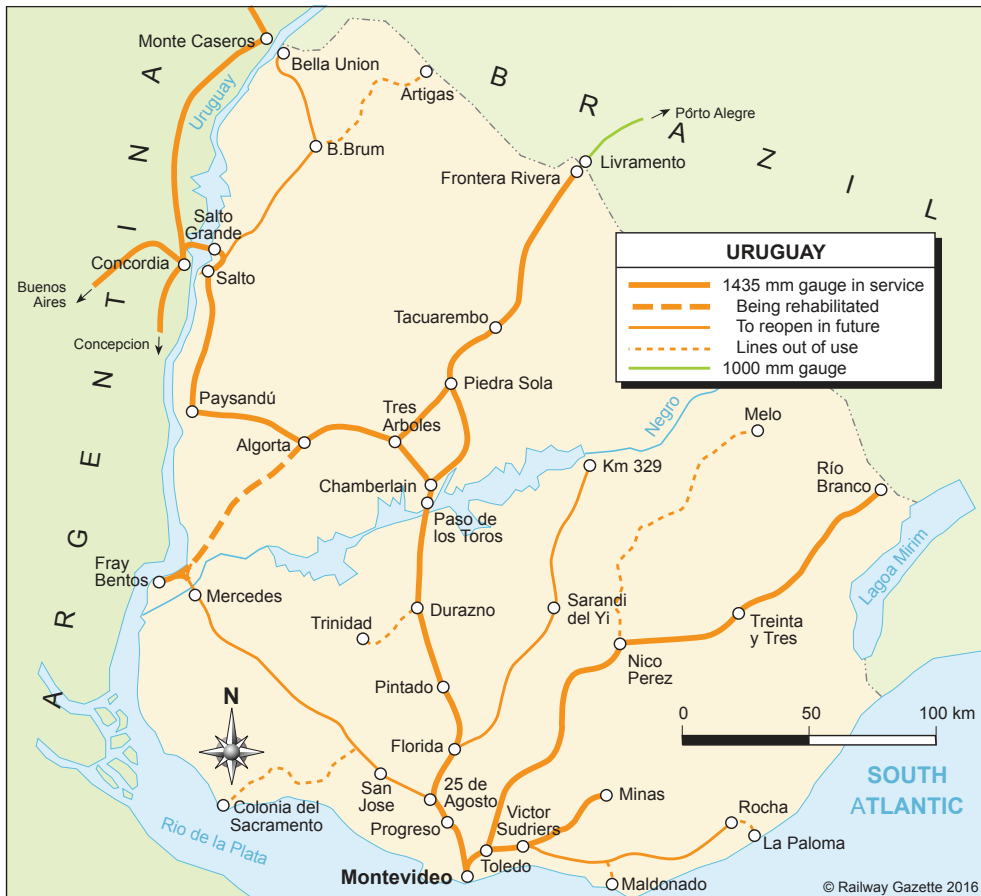 Monte Caseros
Bella Union
Artigas
B R A Z I L
Uruguay
Pórto Alegre
B.Brum
Livramento
Frontera Rivera
Salto
Grande
Concordia
Salto
Buenos
Aires
Concepcion
URUGUAY
1435 mm gauge in service
Being rehabilitated
To reopen in future
Lines out of use
1000 mm gauge
Tacuarembo
Piedra Sola
Paysandú
Tres
Arboles
Algorta
Negro
Melo
Km 329
Río
Branco
Chamberlain
Paso de
los Toros
A R G E N T I N A
Fray
Bentos
Mercedes
Lagoa Mirim
Trinidad
Durazno
Sarandi
del Yi
Treinta
y Tres
Nico
Perez
Pintado
N
0 50 100 km
Florida
San
Jose
25 de
Agosto
Minas
SOUTH
ATLANTIC
Colonia del
Sacramento
Progreso
Victor
Sudriers
Rocha
La Paloma
Rio de la Plata
Toledo
Montevideo
Maldonado
© Railway Gazette 2016